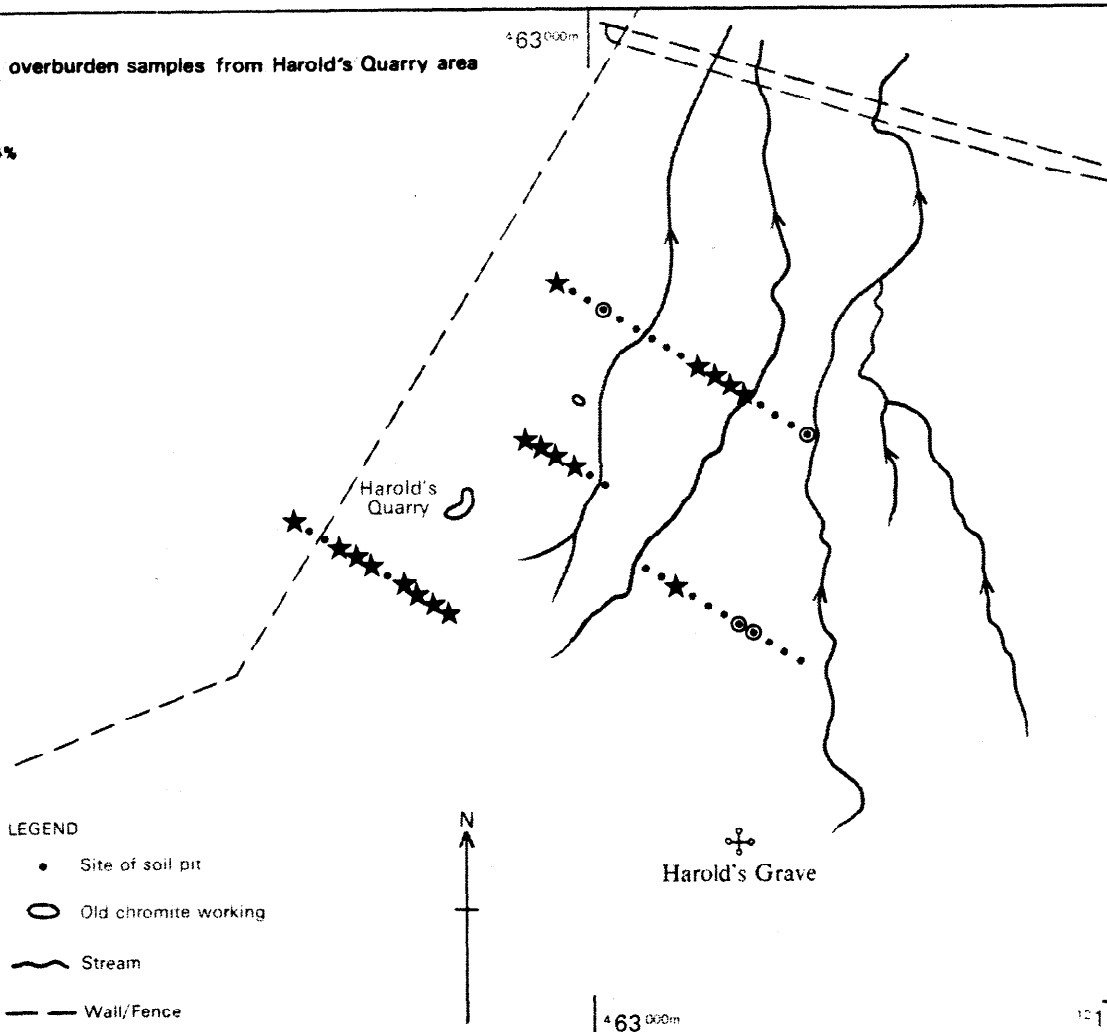 ⁴63⁰⁰⁰ᵐ
overburden samples from Harold's Quarry area
%
Harold's
Quarry
LEGEND
Site of soil pit
Old chromite working
Stream
Wall/Fence
N
Harold's Grave
⁴63⁰⁰⁰ᵐ
¹²1